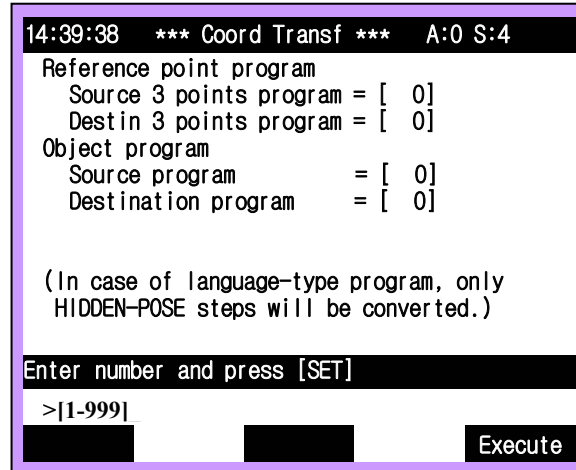 14:39:38 *** Coord Transf *** A:0 S:4
Reference point program
Source 3 points program = [ 0]
Destin 3 points program = [ 0]
Object program
Source program = [ 0]
Destination program = [ 0]
(In case of language-type program, only
HIDDEN-POSE steps will be converted.)
Enter number and press [SET]
>[1-999]_
Execute